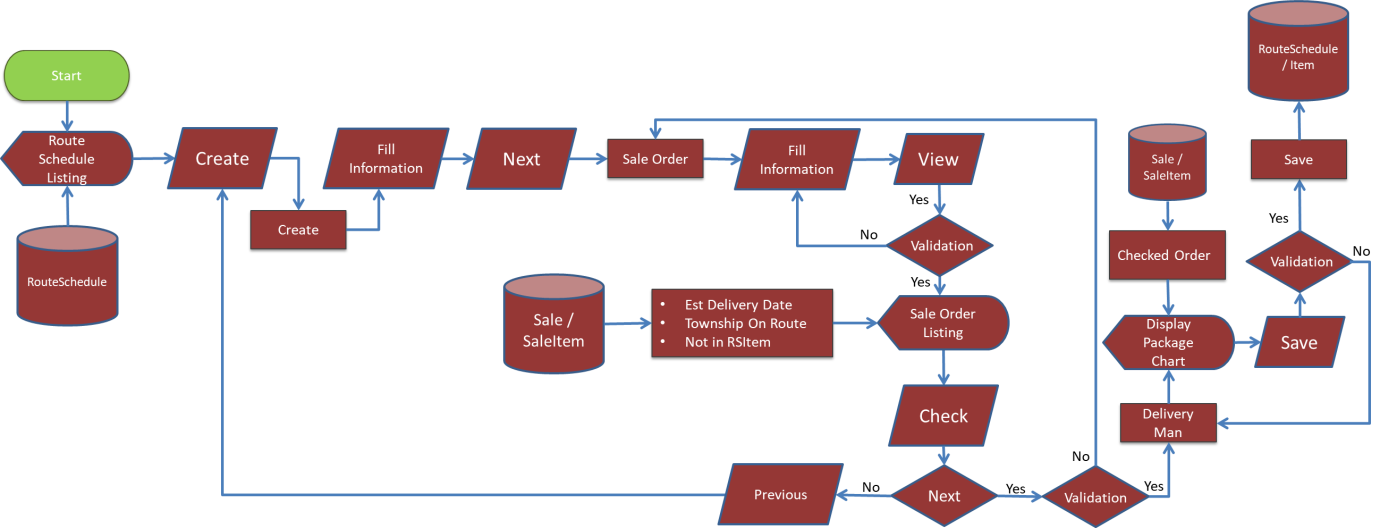 Start
Route
Schedule
Listing
RouteSchedule
Create
Create
Fill
Information
Next
Sale Order
Fill
Information
View
Yes
No
Validation
Yes
Sale /
SaleItem
• Est Delivery Date
• Township On Route
• Not in RSItem
Sale Order
Listing
Check
Next
No
Previous
Yes
Validation
No
Yes
Delivery
Man
Sale /
SaleItem
Checked Order
Display
Package
Chart
Save
Validation
No
Yes
Save
RouteSchedule
/ Item